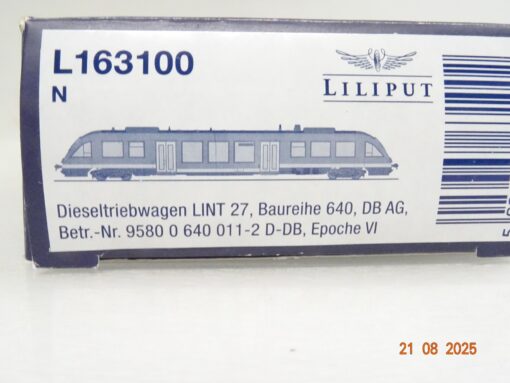 L163100
N
LILIPUT
Dieseltriebwagen LINT 27, Baureihe 640, DB AG,
Betr.-Nr. 9580 0 640 011-2 D-DB, Epoche VI
21 08 2025